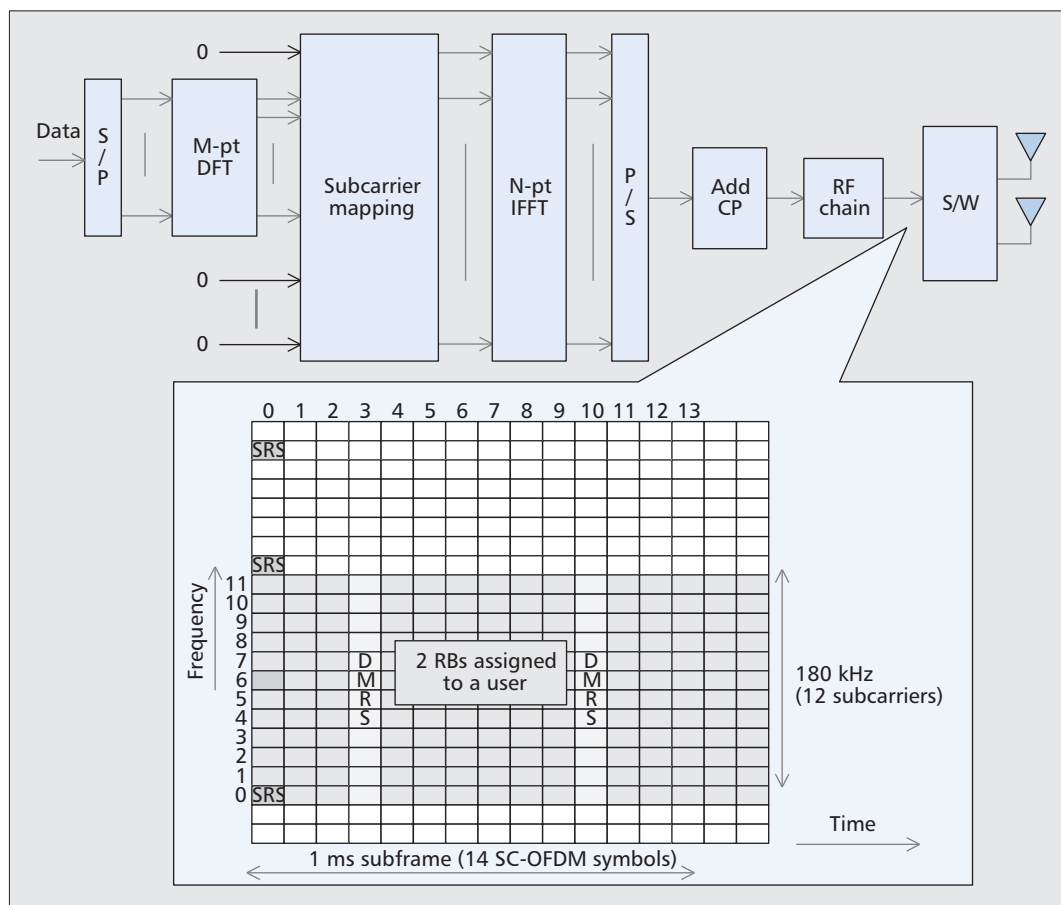 0
Data
S
/
P
M-pt
DFT
Subcarrier
mapping
N-pt
IFFT
P
/
S
Add
CP
RF
chain
S/W
0
0
0 1 2 3 4 5 6 7 8 9 10 11 12 13
SRS
SRS
Frequency
11
10
9
8
7
6
5
4
3
2
1
0
D
M
R
S
2 RBs assigned
to a user
D
M
R
S
SRS
180 kHz
(12 subcarriers)
Time
1 ms subframe (14 SC-OFDM symbols)